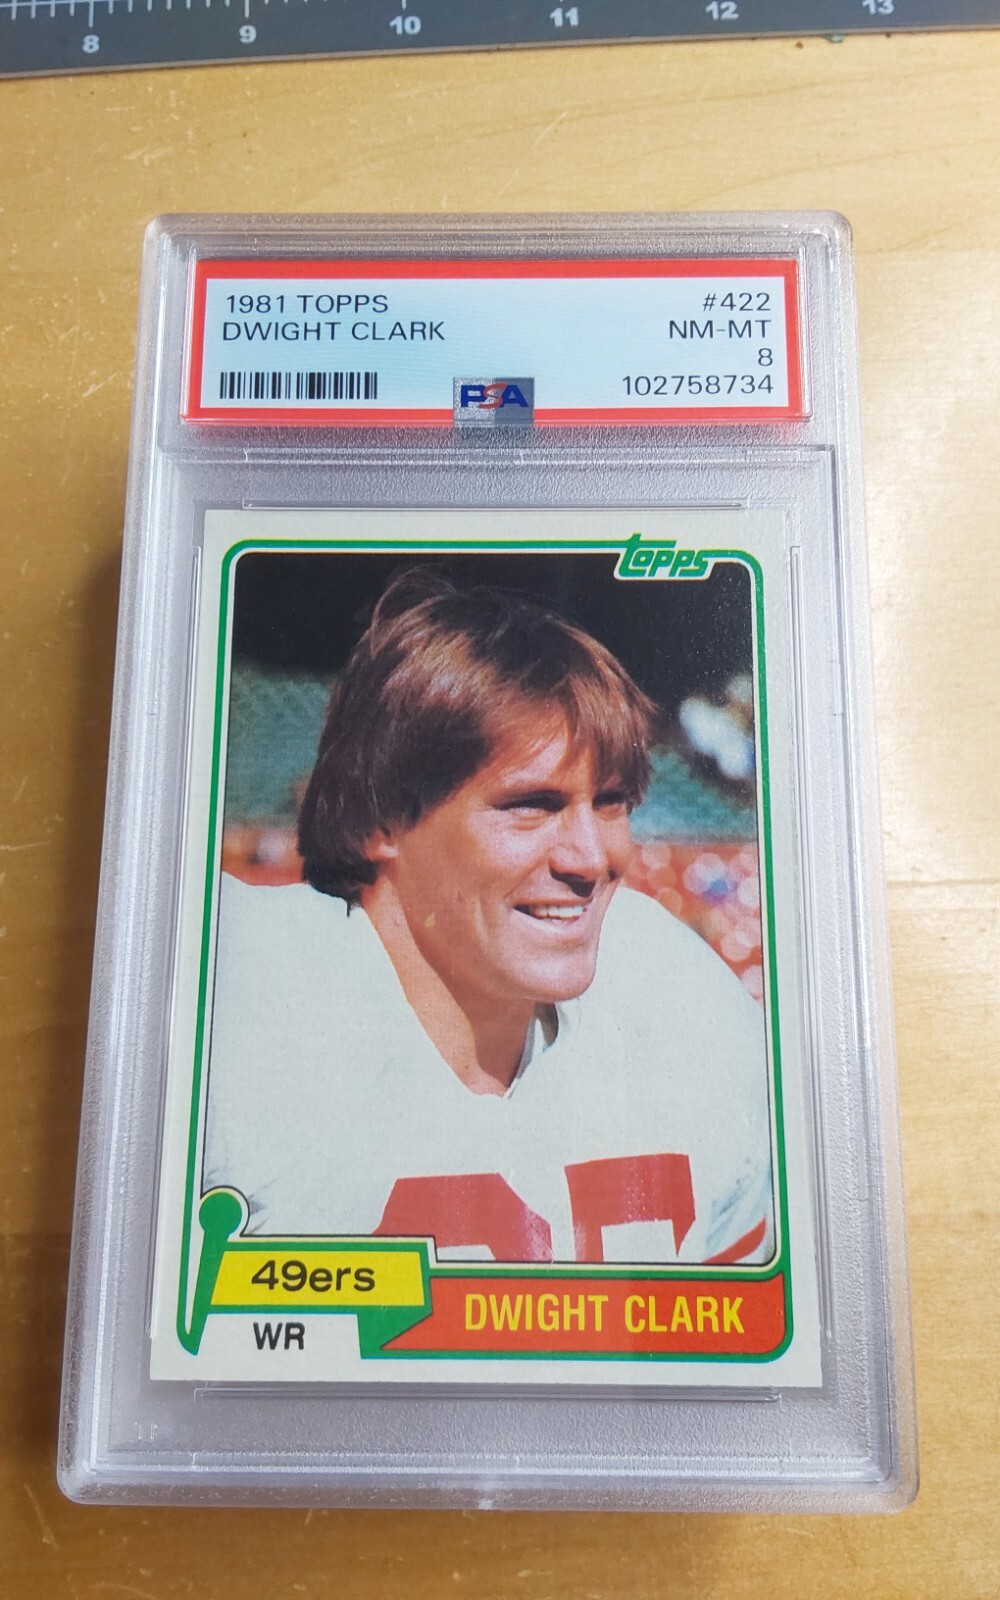 8 9 10 11 12 13
1981 TOPPS #422
DWIGHT CLARK NM-MT
8
PSA 102758734
topps
49ers
WR
DWIGHT CLARK